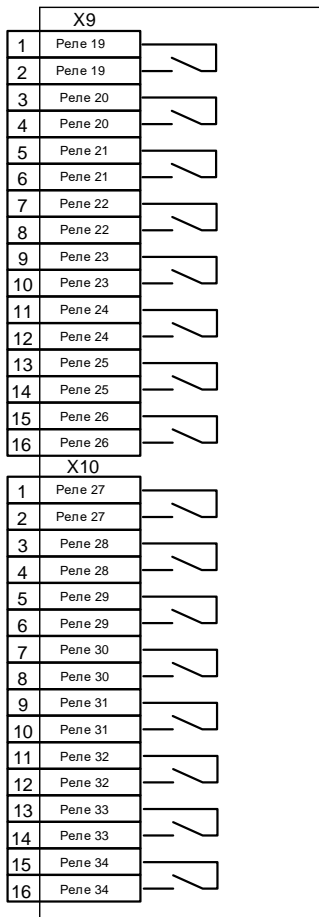 X9
1 Реле 19
2 Реле 19
3 Реле 20
4 Реле 20
5 Реле 21
6 Реле 21
7 Реле 22
8 Реле 22
9 Реле 23
10 Реле 23
11 Реле 24
12 Реле 24
13 Реле 25
14 Реле 25
15 Реле 26
16 Реле 26
X10
1 Реле 27
2 Реле 27
3 Реле 28
4 Реле 28
5 Реле 29
6 Реле 29
7 Реле 30
8 Реле 30
9 Реле 31
10 Реле 31
11 Реле 32
12 Реле 32
13 Реле 33
14 Реле 33
15 Реле 34
16 Реле 34